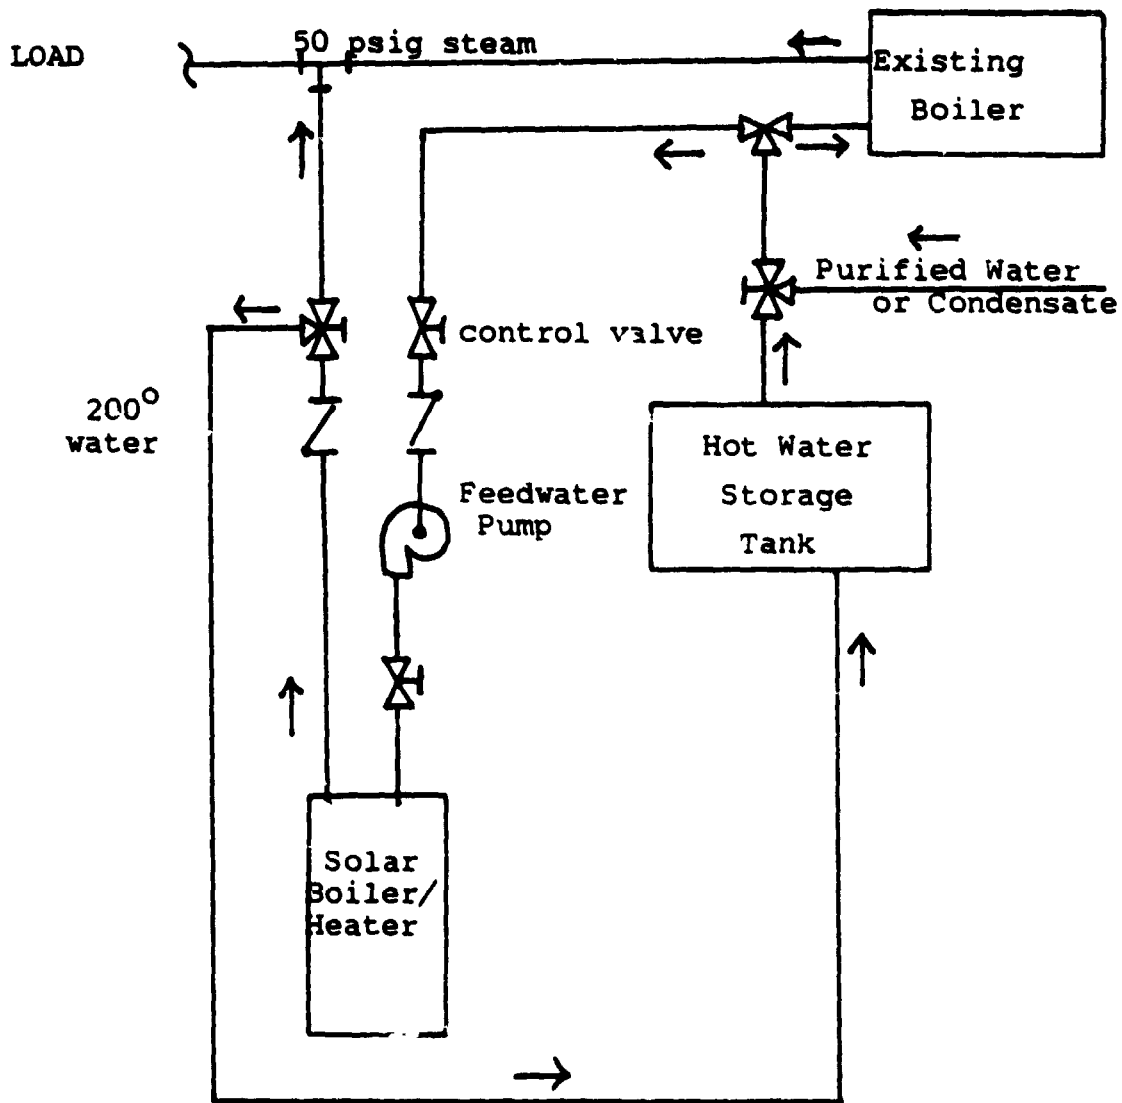 LOAD
50 psig steam
Existing
Boiler
Purified Water
or Condensate
control valve
200°
water
Hot Water
Storage
Tank
Feedwater
Pump
Solar
Boiler/
Heater